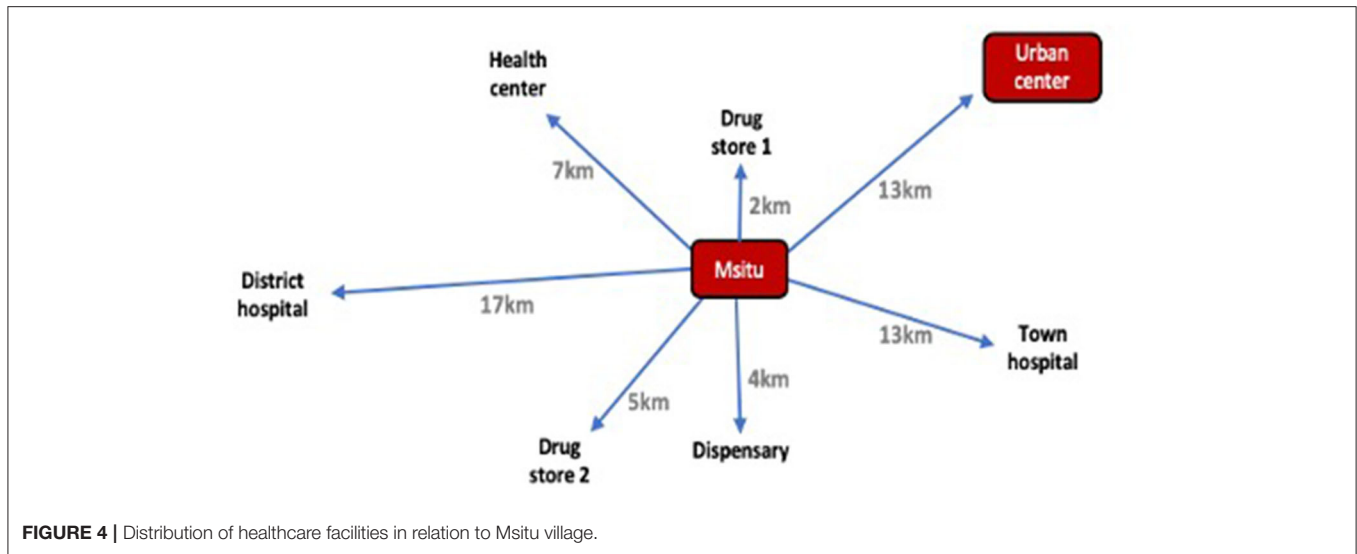 Health
center
Urban
center
Drug
store 1
7km
2km
13km
Msitu
District
hospital
17km
13km
Town
hospital
5km
4km
Drug
store 2
Dispensary
FIGURE 4 | Distribution of healthcare facilities in relation to Msitu village.